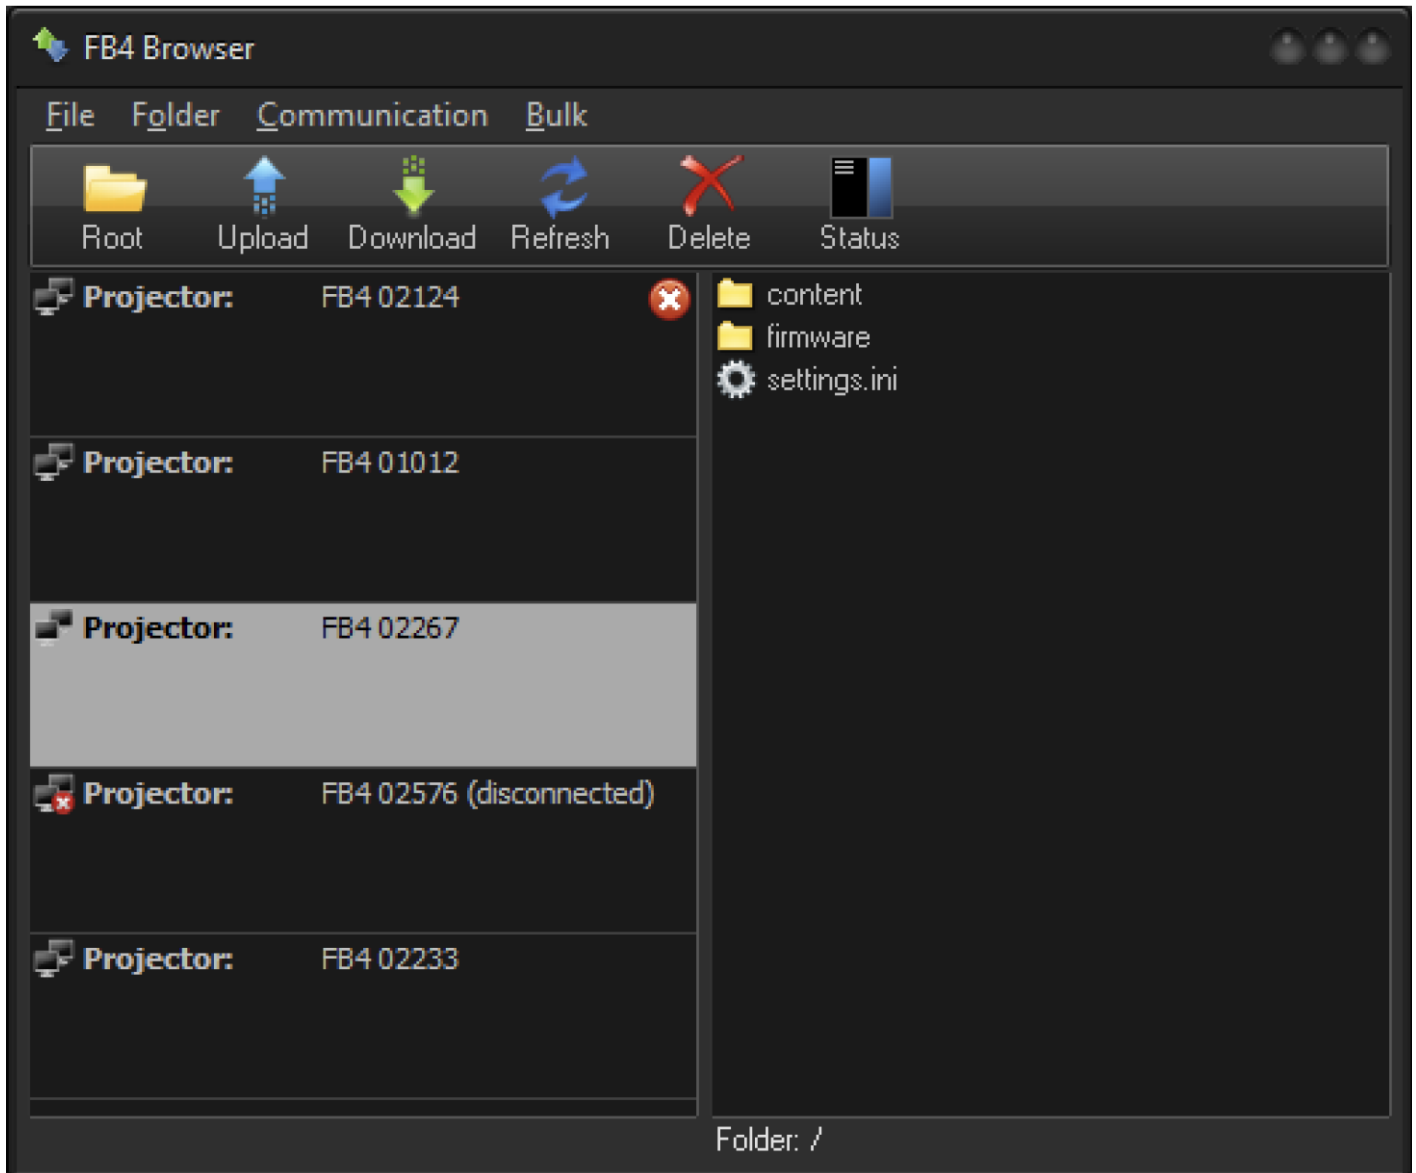 FB4 Browser
File Folder Communication Bulk
Root Upload Download Refresh Delete Status
Projector: FB4 02124
Projector: FB4 01012
Projector: FB4 02267
Projector: FB4 02576 (disconnected)
Projector: FB4 02233
content
firmware
settings.ini
Folder: /